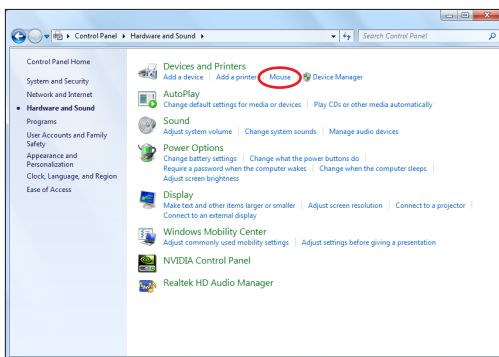 Control Panel ▸ Hardware and Sound ▸
Search Control Panel
Control Panel Home
System and Security
Network and Internet
Hardware and Sound
Programs
User Accounts and Family
Safety
Appearance and
Personalization
Clock, Language, and Region
Ease of Access
Devices and Printers
Add a device | Add a printer | Mouse | Device Manager
AutoPlay
Change default settings for media or devices | Play CDs or other media automatically
Sound
Adjust system volume | Change system sounds | Manage audio devices
Power Options
Change battery settings | Change what the power buttons do |
Require a password when the computer wakes | Change when the computer sleeps |
Adjust screen brightness
Display
Make text and other items larger or smaller | Adjust screen resolution | Connect to a projector |
Connect to an external display
Windows Mobility Center
Adjust commonly used mobility settings | Adjust settings before giving a presentation
NVIDIA Control Panel
Realtek HD Audio Manager